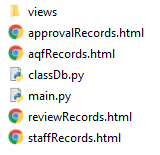 views
approvalRecords.html
aqfRecords.html
classDb.py
main.py
reviewRecords.html
staffRecords.html